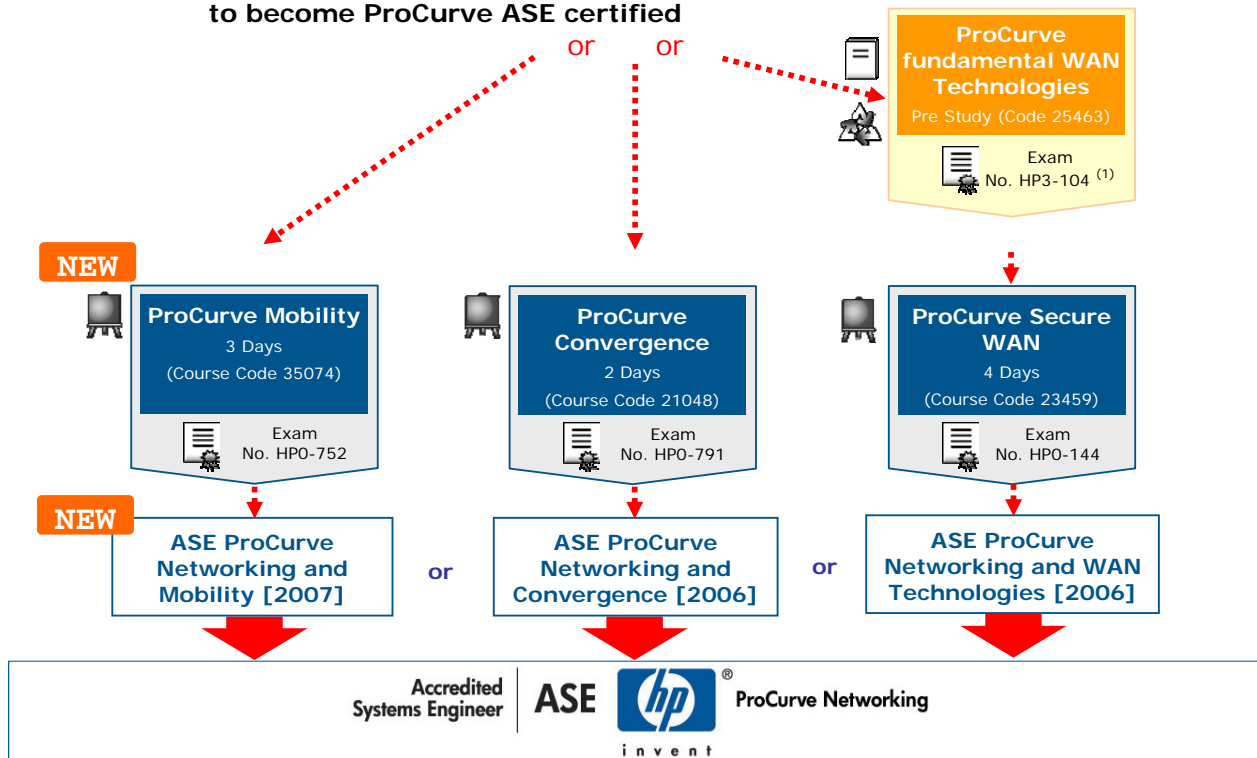 to become ProCurve ASE certified
or or
ProCurve
fundamental WAN
Technologies
Pre Study (Code 25463)
Exam
No. HP3-104 (1)
NEW
ProCurve Mobility
3 Days
(Course Code 35074)
Exam
No. HP0-752
ProCurve
Convergence
2 Days
(Course Code 21048)
Exam
No. HP0-791
ProCurve Secure
WAN
4 Days
(Course Code 23459)
Exam
No. HP0-144
NEW
ASE ProCurve
Networking and
Mobility [2007]
or
ASE ProCurve
Networking and
Convergence [2006]
or
ASE ProCurve
Networking and WAN
Technologies [2006]
Accredited
Systems Engineer
ASE
hp
®
invent
ProCurve Networking